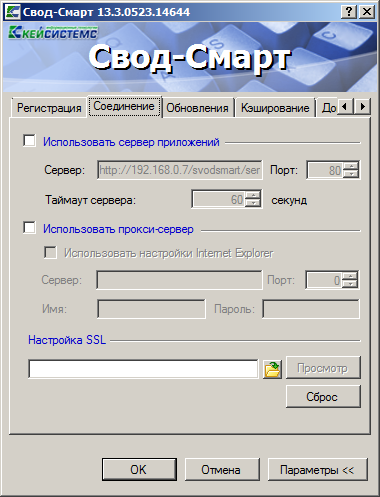 Свод-Смарт 13.3.0523.14644
КЕЙСИСТЕМС
Свод-Смарт
Регистрация Соединение Обновления Кэширование До
Использовать сервер приложений
Сервер: http://192.168.0.7/svodsmart/ser Порт: 80
Таймаут сервера: 60 секунд
Использовать прокси-сервер
Использовать настройки Internet Explorer
Сервер: Порт: 0
Имя: Пароль:
Настройка SSL
Просмотр
Сброс
OK Отмена Параметры <<